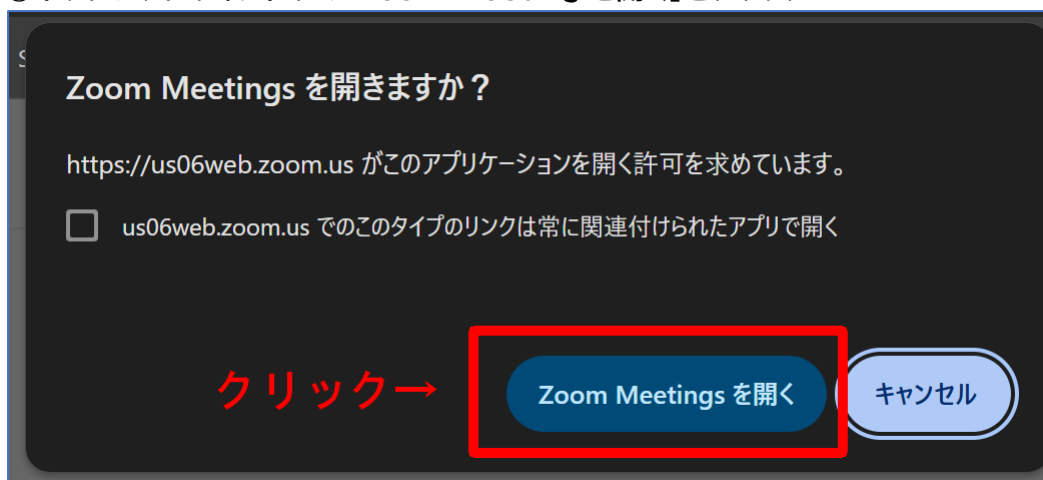 Zoom Meetings を開きますか？
https://us06web.zoom.us がこのアプリケーションを開く許可を求めています。
us06web.zoom.us でのこのタイプのリンクは常に関連付けられたアプリで開く
クリック→
Zoom Meetings を開く
キャンセル